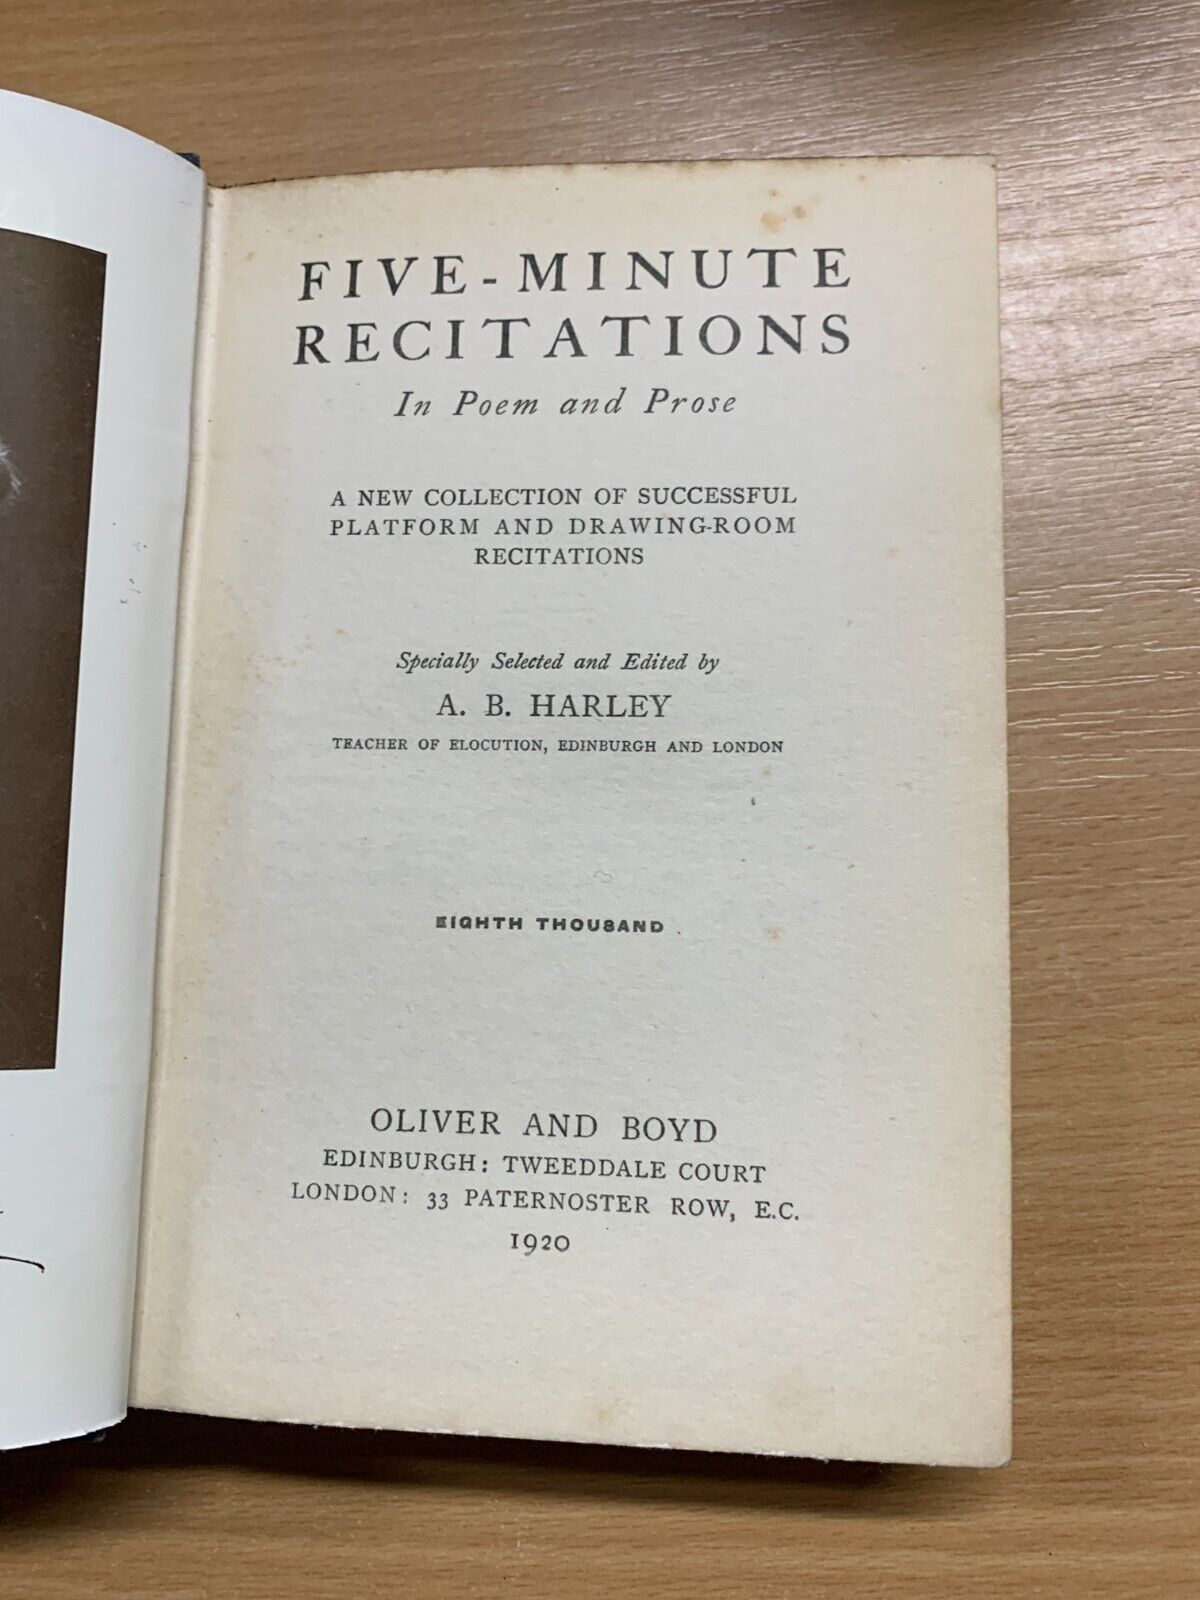 FIVE-MINUTE
RECITATIONS
In Poem and Prose
A NEW COLLECTION OF SUCCESSFUL
PLATFORM AND DRAWING-ROOM
RECITATIONS
Specially Selected and Edited by
A. B. HARLEY
TEACHER OF ELOCUTION, EDINBURGH AND LONDON
EIGHTH THOUSAND
OLIVER AND BOYD
EDINBURGH: TWEEDDALE COURT
LONDON: 33 PATERNOSTER ROW, E.C.
1920